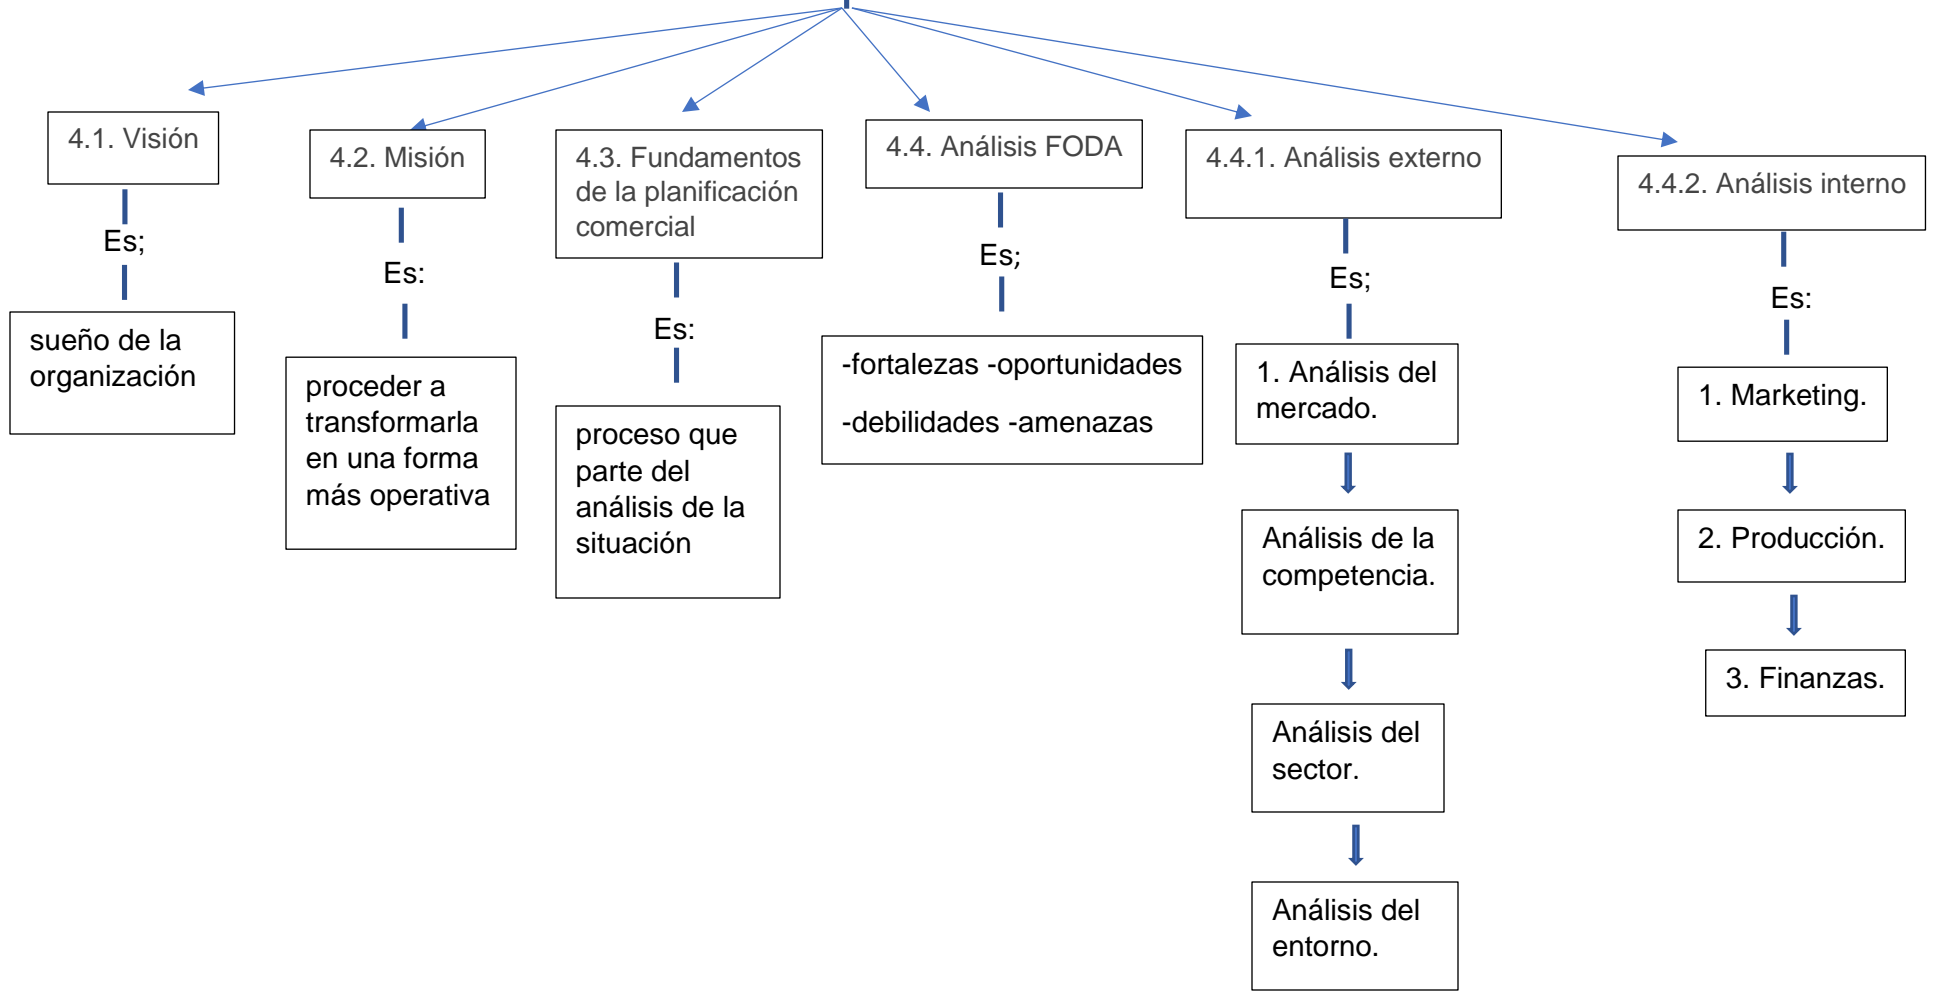 4.1. Visión
Es;
sueño de la
organización
4.2. Misión
Es:
proceder a
transformarla
en una forma
más operativa
4.3. Fundamentos
de la planificación
comercial
Es:
proceso que
parte del
análisis de la
situación
4.4. Análisis FODA
Es;
-fortalezas -oportunidades
-debilidades -amenazas
4.4.1. Análisis externo
Es;
1. Análisis del
mercado.
Análisis de la
competencia.
Análisis del
sector.
Análisis del
entorno.
4.4.2. Análisis interno
Es:
1. Marketing.
2. Producción.
3. Finanzas.